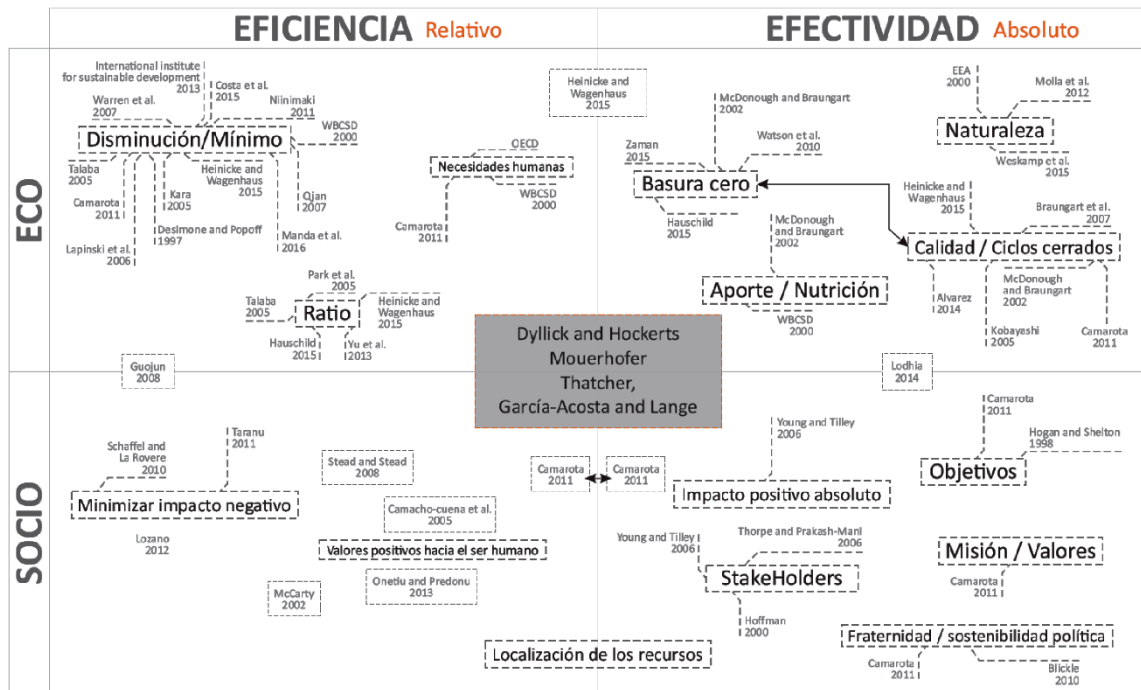 EFICIENCIA Relativo
EFECTIVIDAD Absoluto
ECO
International institute
for sustainable development
2013
Costa et al.
2015
Warren et al.
2007
Niinimaki
2011
WBCSD
2000
Disminución/Mínimo
Talaba
2005
Camarota
2011
Lapinski et al.
2006
Desimone and Popoff
1997
Kara
2005
Heinicke and
Wagenhaus
2015
Manda et al.
2016
Qjan
2007
Heinicke and
Wagenhaus
2015
OECD
Necesidades humanas
WBCSD
2000
Camarota
2011
Park et al.
2005
Talaba
2005
Ratio
Heinicke and
Wagenhaus
2015
Hauschild
2015
Yu et al.
2013
McDonough and Braungart
2002
Zaman
2015
Watson et al.
2010
Basura cero
Hauschild
2015
McDonough
and Braungart
2002
Aporte / Nutrición
WBCSD
2000
EEA
2000
Molla et al.
2012
Naturaleza
Weskamp et al.
2015
Heinicke and
Wagenhaus
2015
Braungart et al.
2007
Calidad / Ciclos cerrados
Alvarez
2014
McDonough
and Braungart
2002
Kobayashi
2005
Camarota
2011
Dyllick and Hockerts
Mouerhofer
Thatcher,
García-Acosta and Lange
Guojun
2008
Lodhia
2014
SOCIO
Schaffel and
La Rovere
2010
Taranu
2011
Minimizar impacto negativo
Lozano
2012
Stead and Stead
2008
Camacho-cuena et al.
2005
Valores positivos hacia el ser humano
Onetiu and Predonu
2013
McCarty
2002
Camarota
2011
Camarota
2011
Localización de los recursos
Young and Tilley
2006
Impacto positivo absoluto
Young and Tilley
2006
Thorpe and Prakash-Mani
2006
StakeHolders
Hoffman
2000
Camarota
2011
Hogan and Shelton
1998
Objetivos
Misión / Valores
Camarota
2011
Fraternidad / sostenibilidad política
Camarota
2011
Blickle
2010